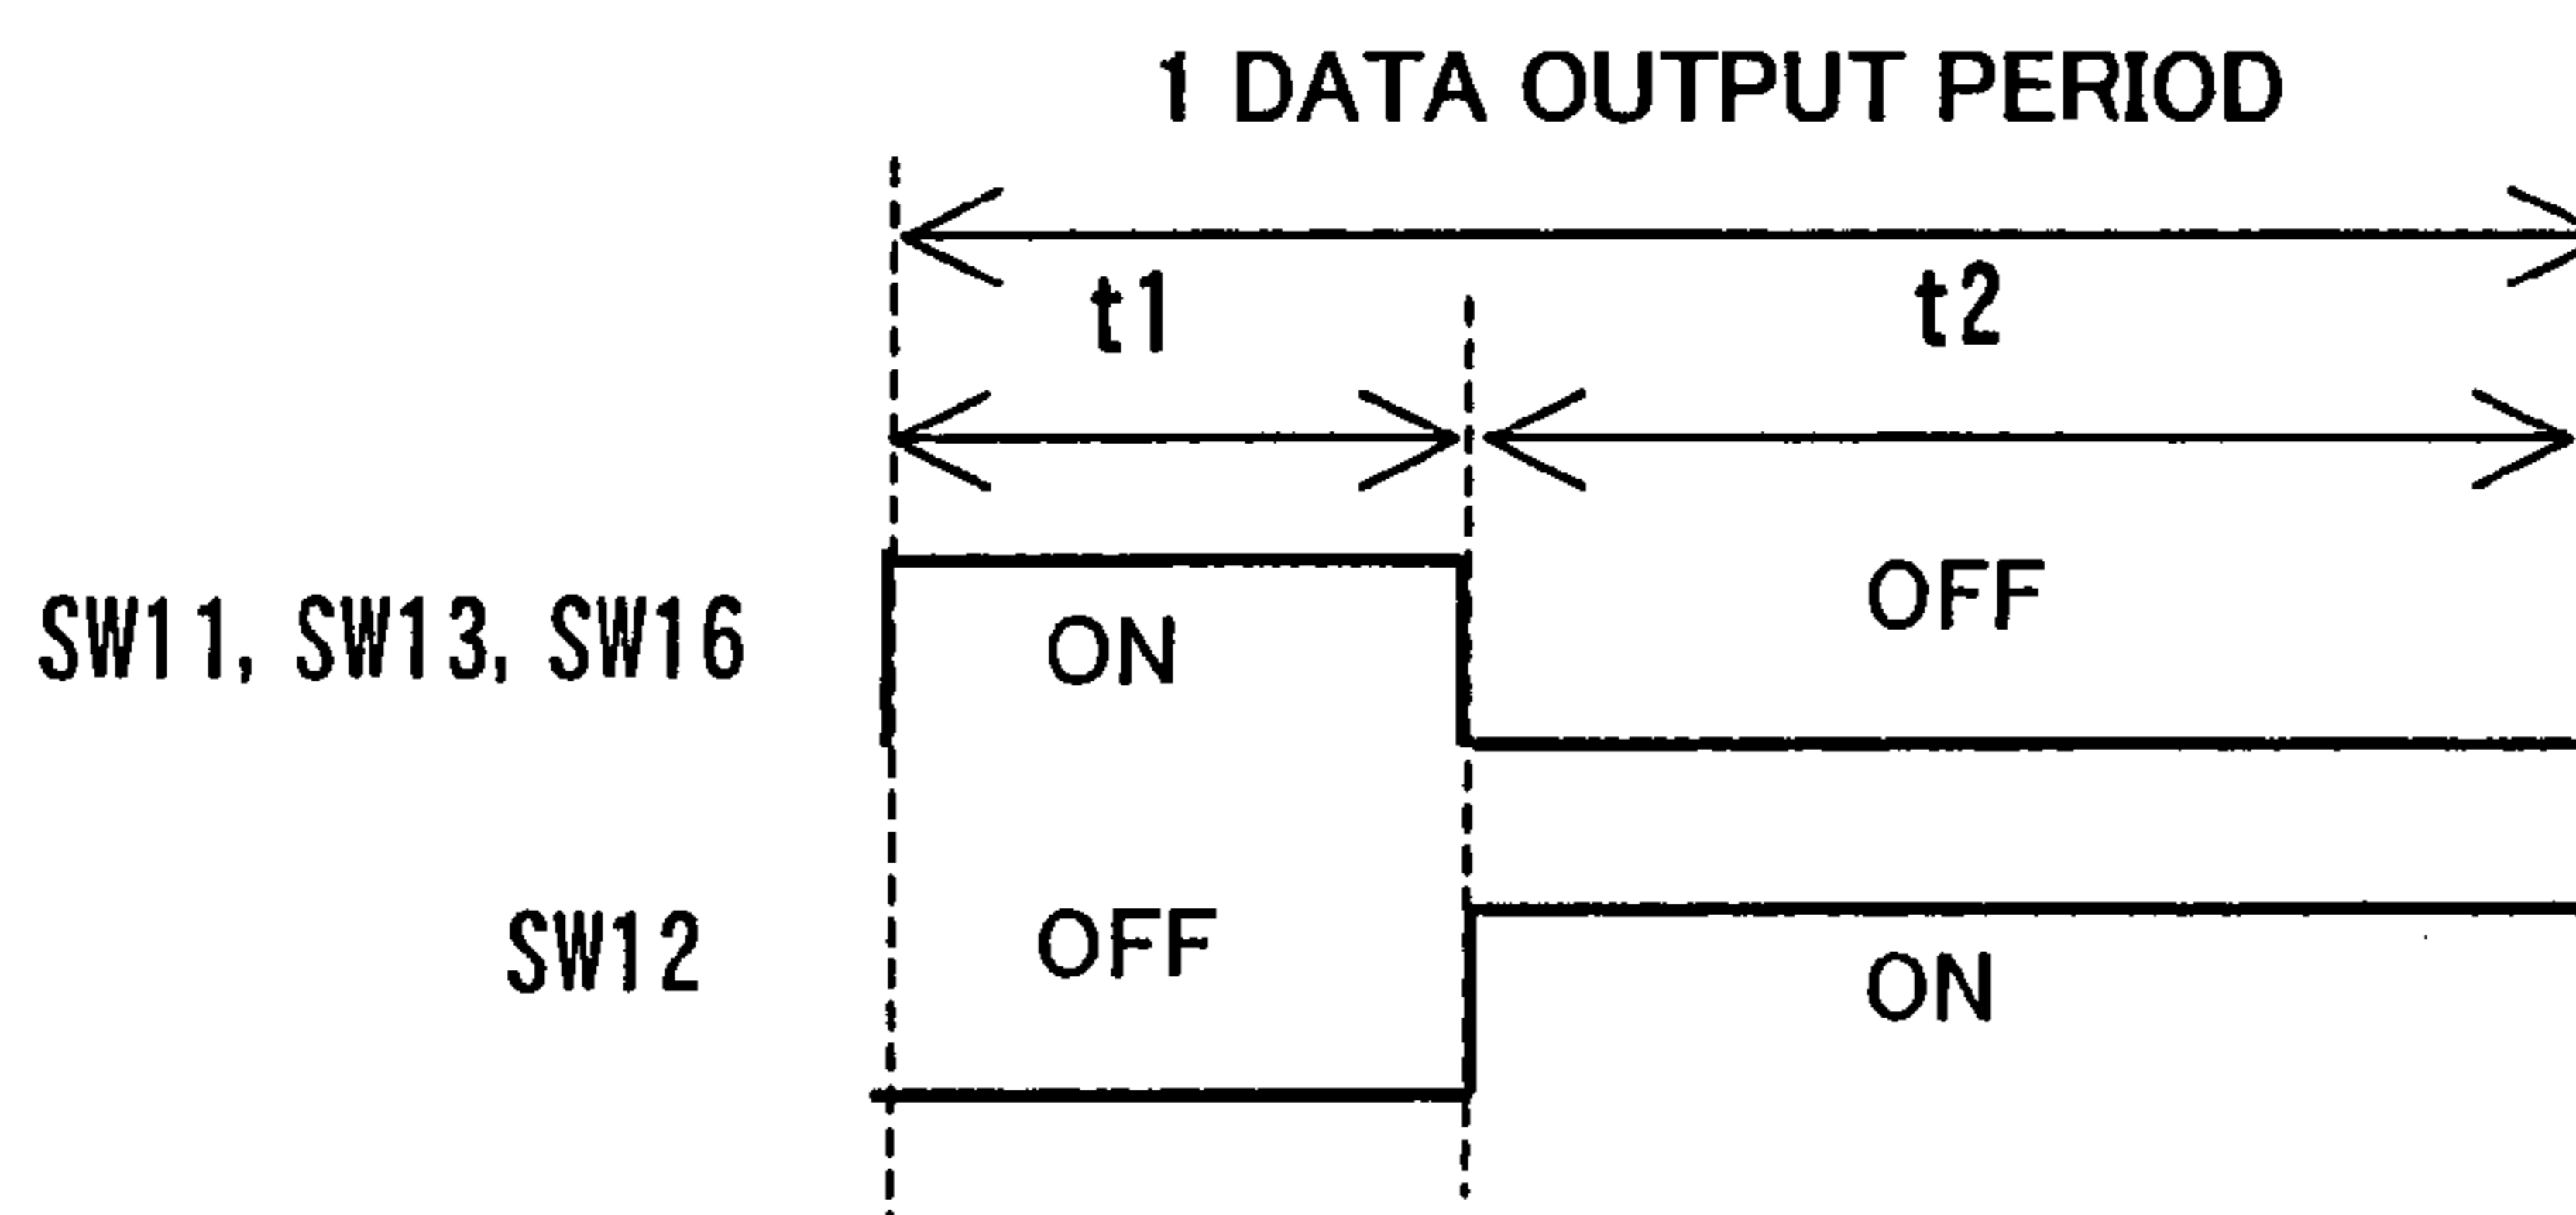 1 DATA OUTPUT PERIOD
t1 t2
SW11, SW13, SW16 ON OFF
SW12 OFF ON